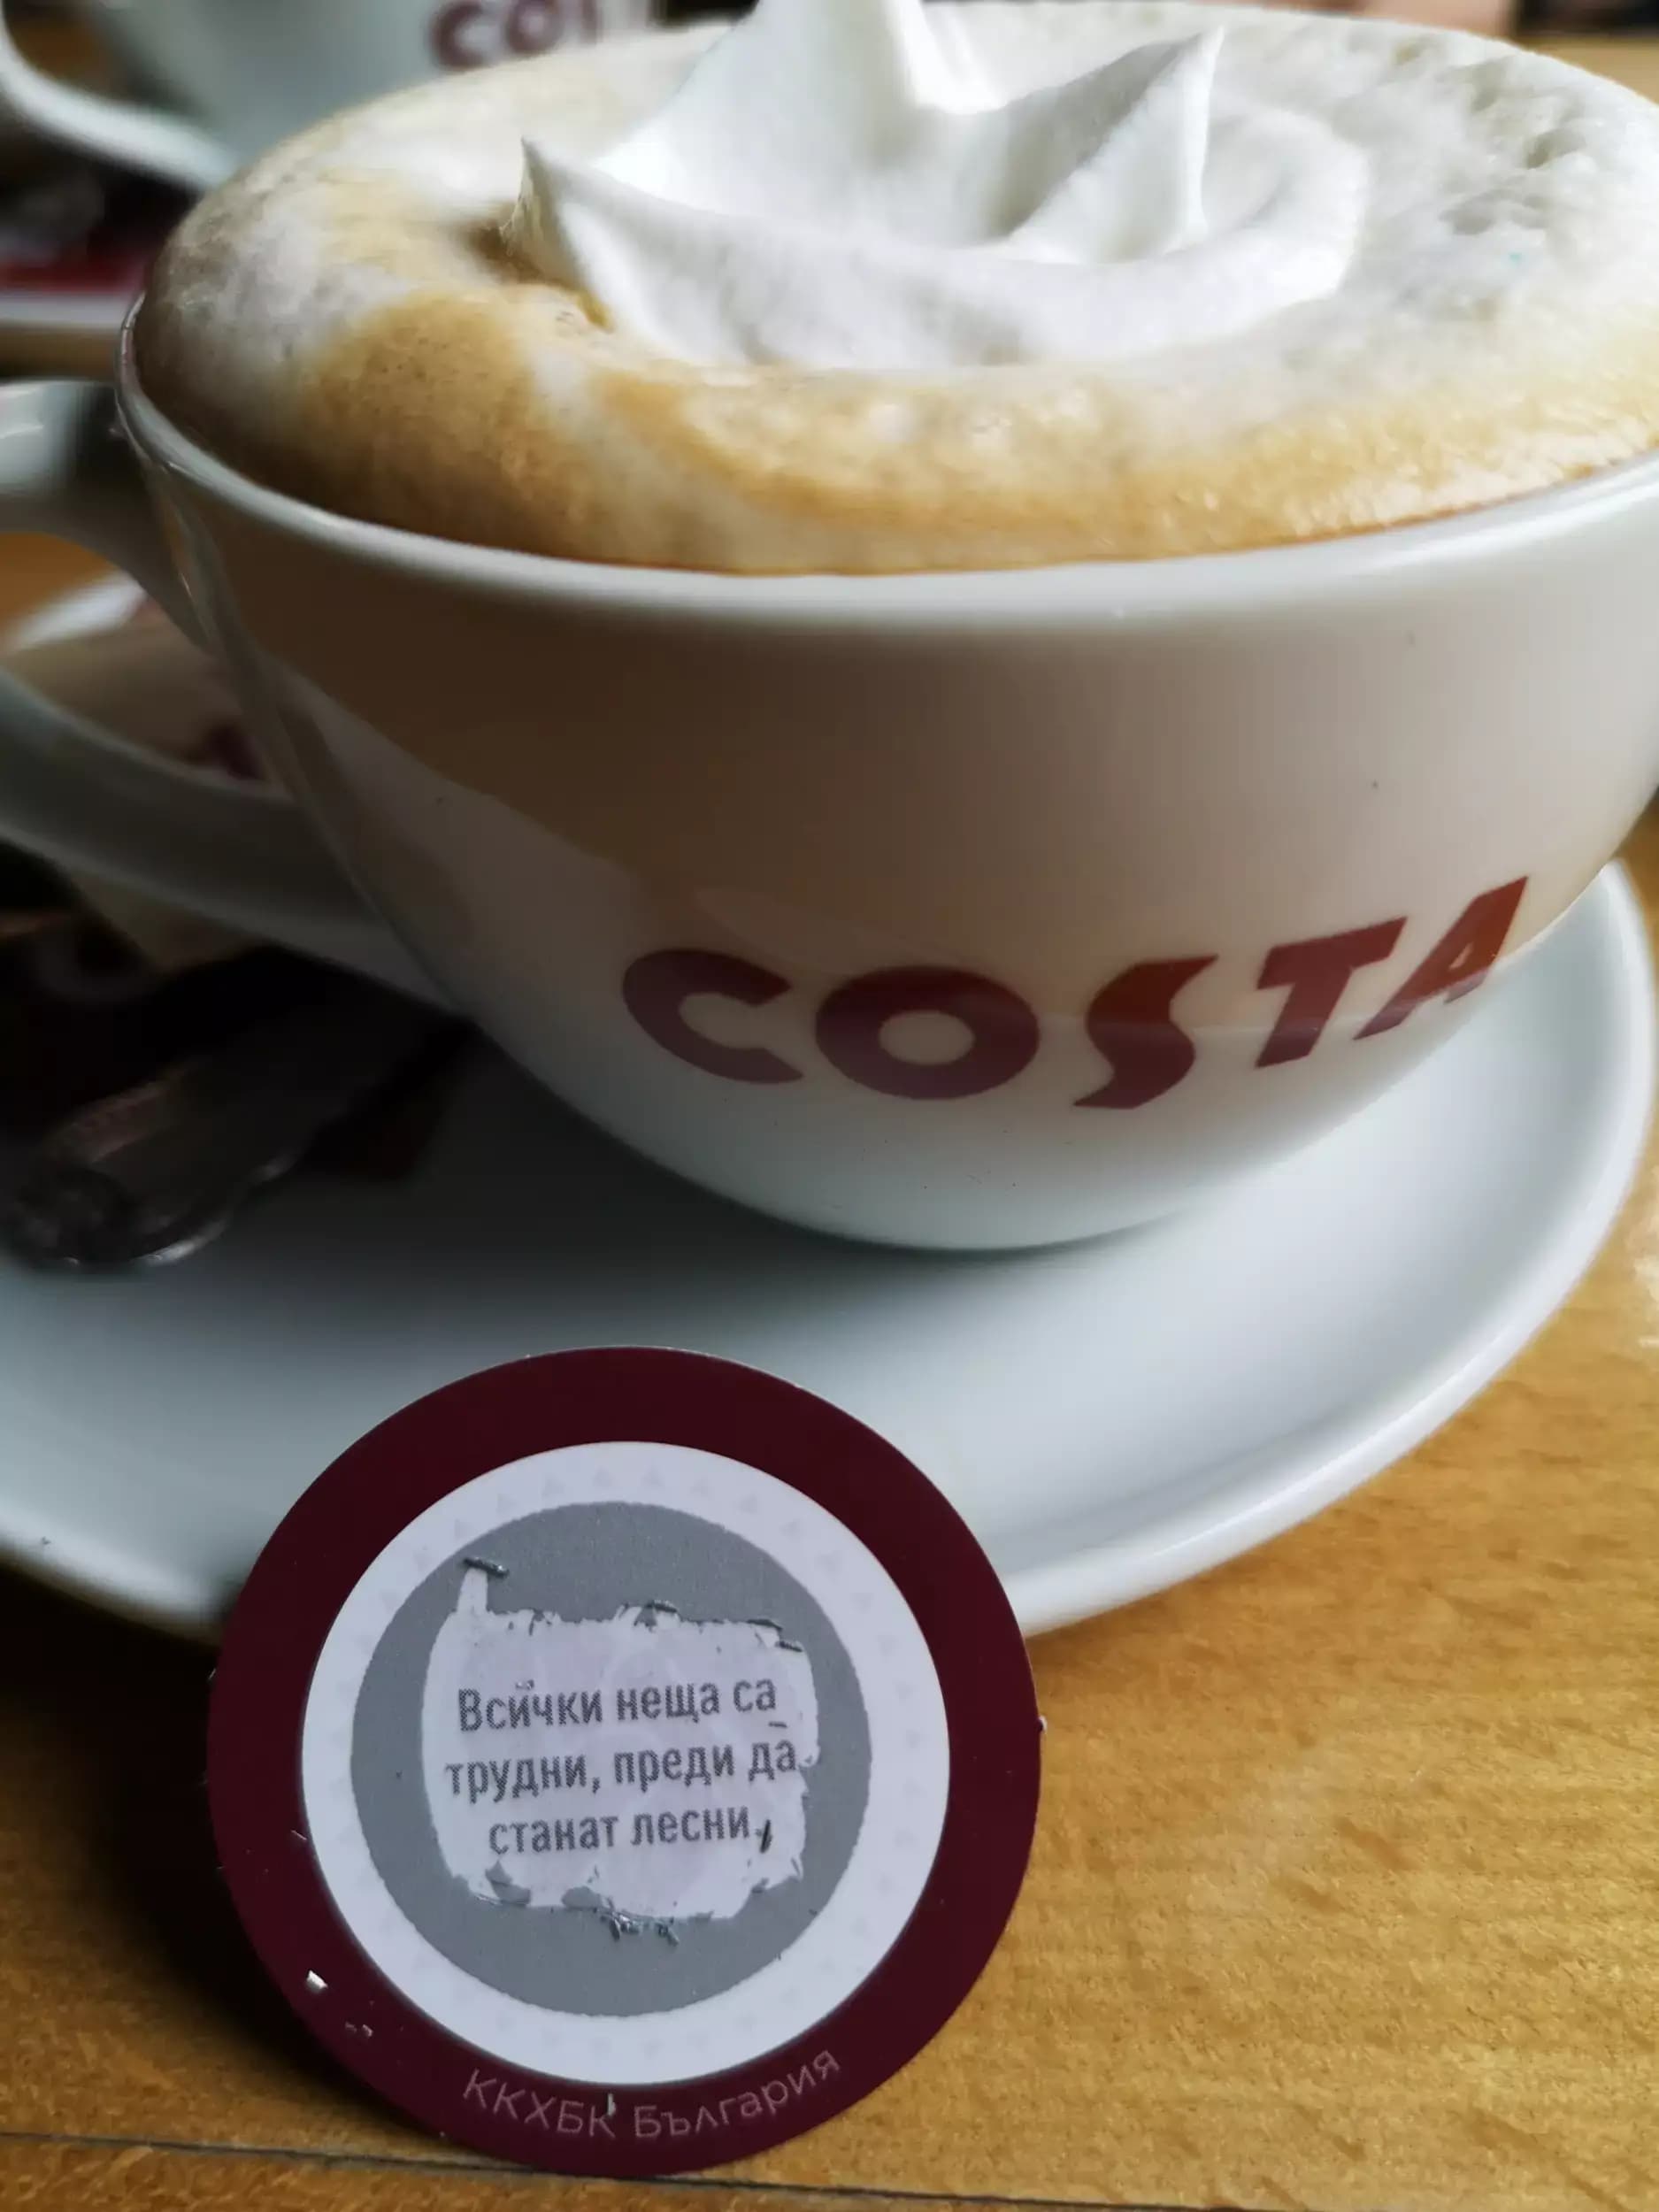 COSTA
Всички неща са
трудни, преди да
станат лесни.
ККХБК България